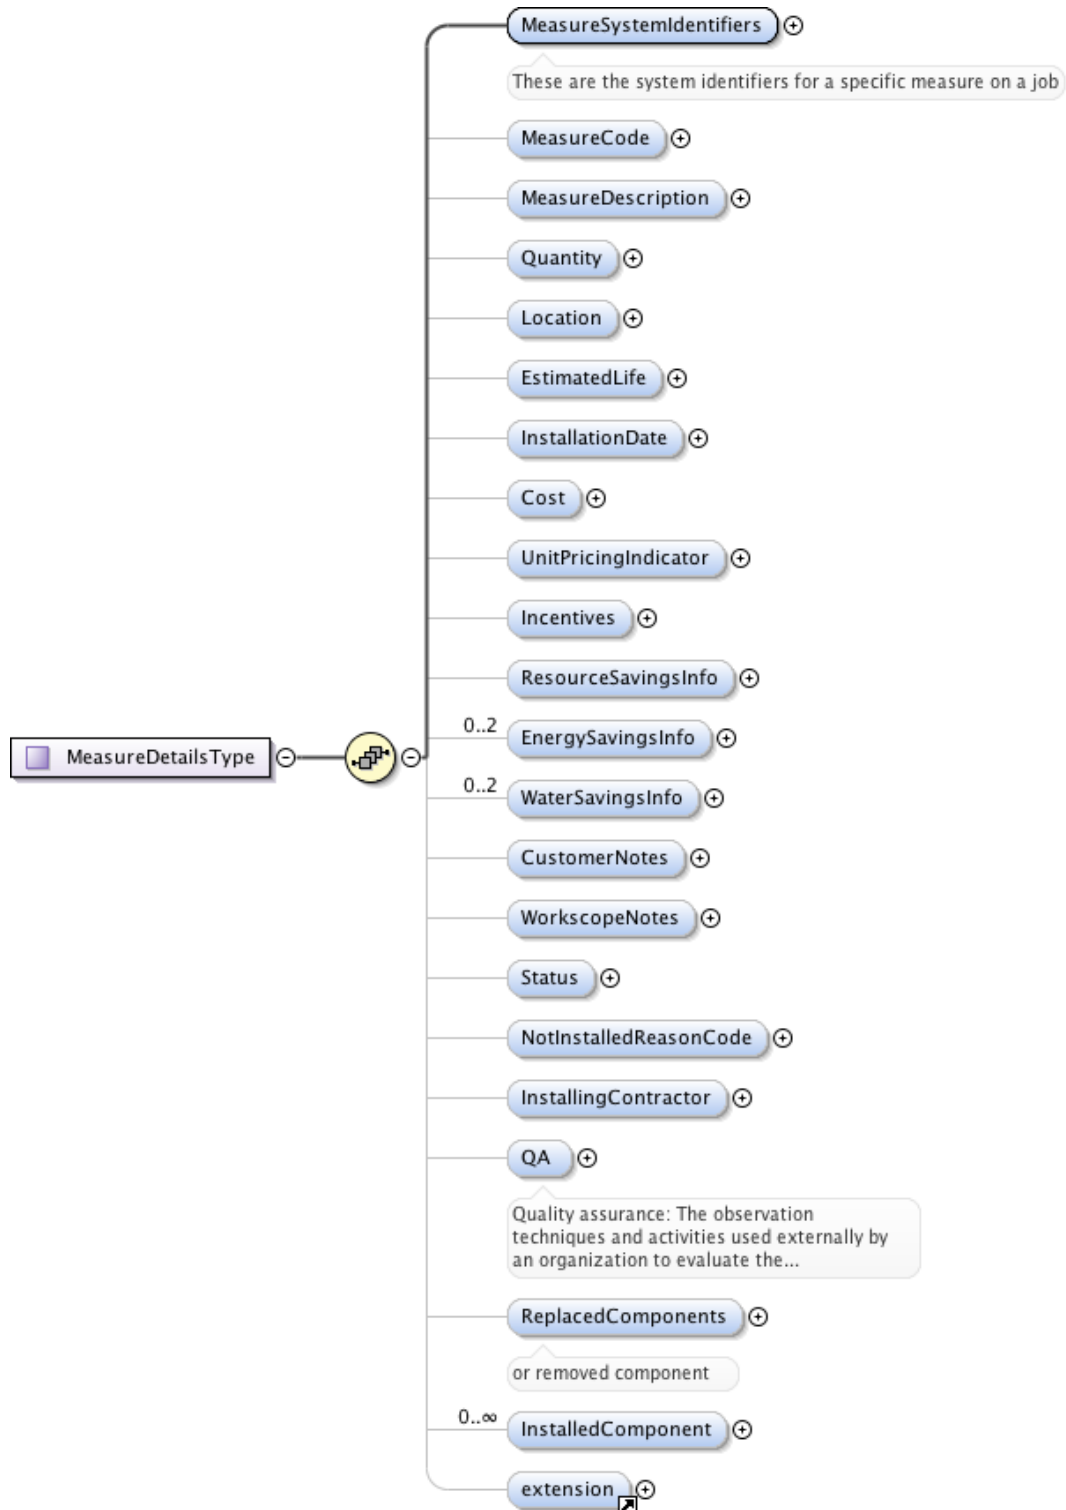 MeasureSystemIdentifiers
These are the system identifiers for a specific measure on a job
MeasureCode
MeasureDescription
Quantity
Location
EstimatedLife
InstallationDate
Cost
UnitPricingIndicator
Incentives
ResourceSavingsInfo
MeasureDetailsType
0..2
EnergySavingsInfo
0..2
WaterSavingsInfo
CustomerNotes
WorkscopeNotes
Status
NotInstalledReasonCode
InstallingContractor
QA
Quality assurance: The observation
techniques and activities used externally by
an organization to evaluate the...
ReplacedComponents
or removed component
0..∞
InstalledComponent
extension